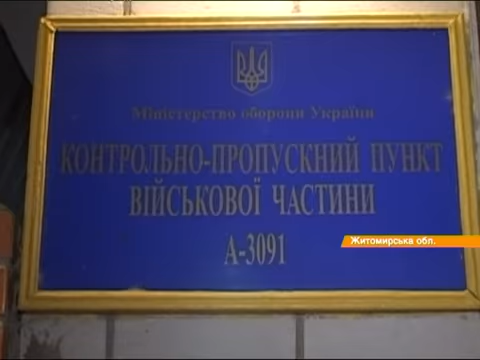 Міністерство оборони України
КОНТРОЛЬНО-ПРОПУСКНИЙ ПУНКТ
ВІЙСЬКОВОЇ ЧАСТИНИ
А-3091
Житомирська обл.